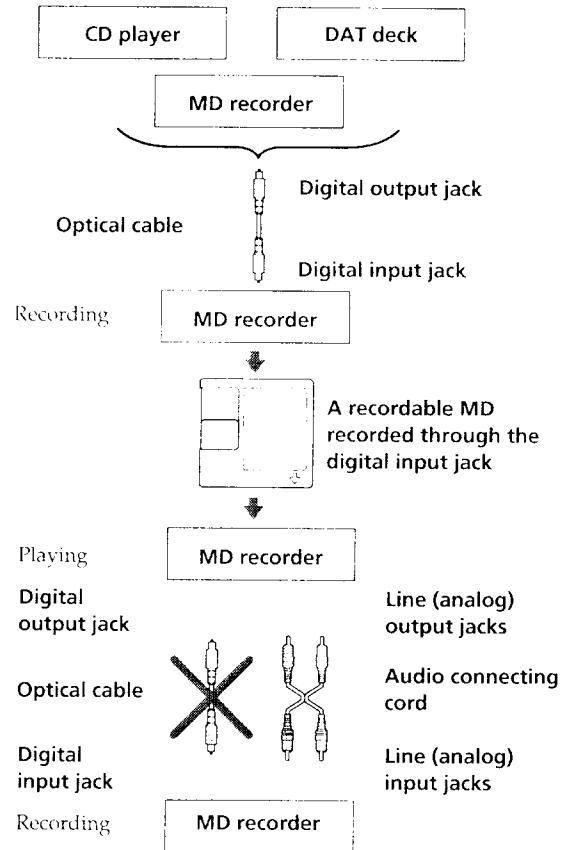 CD player
DAT deck
MD recorder
Digital output jack
Optical cable
Digital input jack
Recording
MD recorder
A recordable MD
recorded through the
digital input jack
Playing
MD recorder
Digital
output jack
Line (analog)
output jacks
Optical cable
Audio connecting
cord
Digital
input jack
Line (analog)
input jacks
Recording
MD recorder